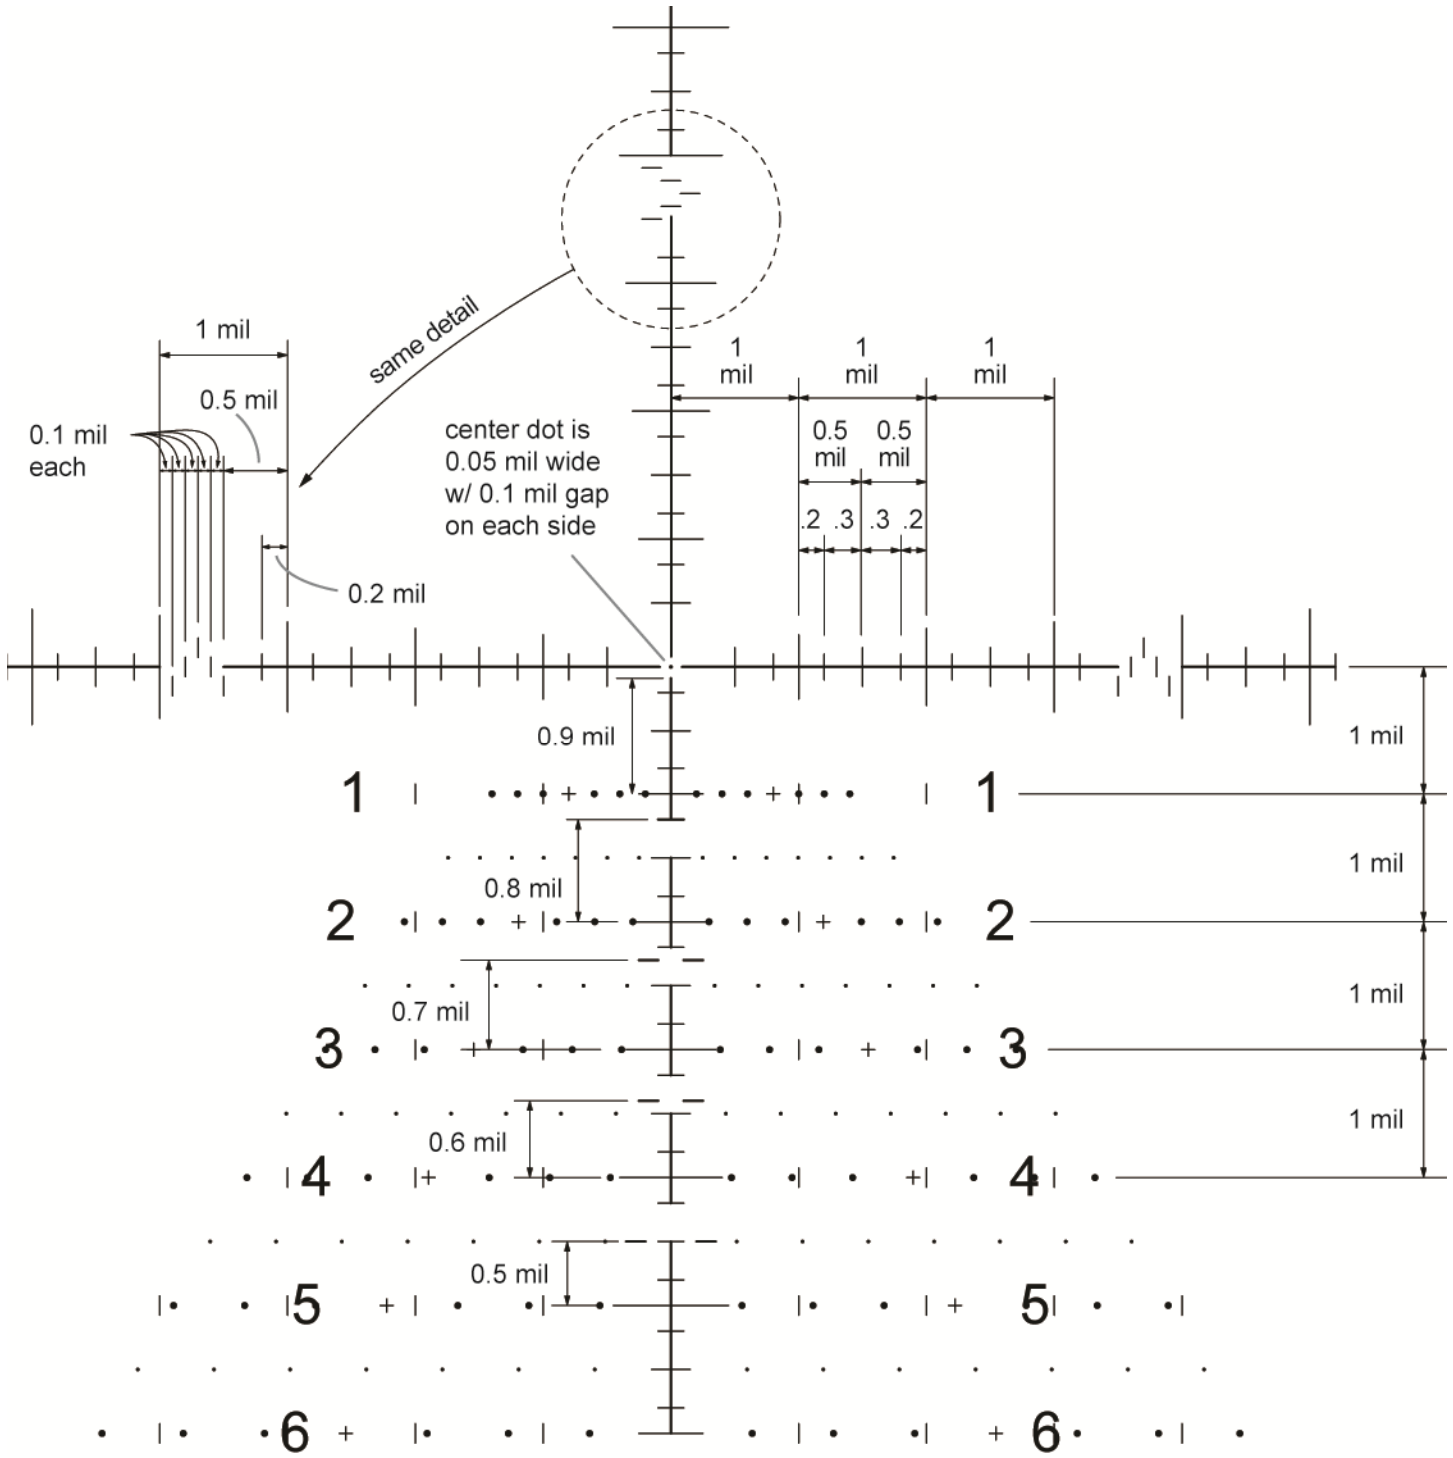 1 mil
same detail
0.5 mil
0.1 mil
each
0.2 mil
center dot is
0.05 mil wide
w/ 0.1 mil gap
on each side
1
mil
1
mil
1
mil
0.5
mil
0.5
mil
.2
.3
.3
.2
0.9 mil
1 mil
1
1
0.8 mil
1 mil
2
2
0.7 mil
1 mil
3
3
0.6 mil
1 mil
4
4
0.5 mil
5
5
6
6